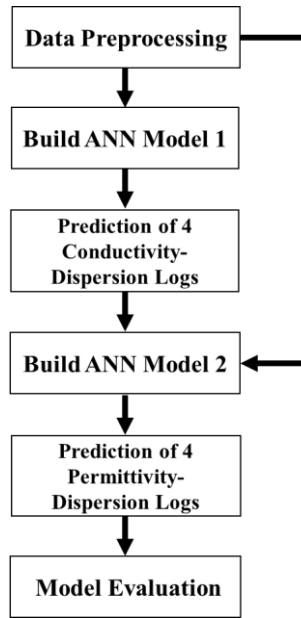 Data Preprocessing
Build ANN Model 1
Prediction of 4
Conductivity-
Dispersion Logs
Build ANN Model 2
Prediction of 4
Permittivity-
Dispersion Logs
Model Evaluation